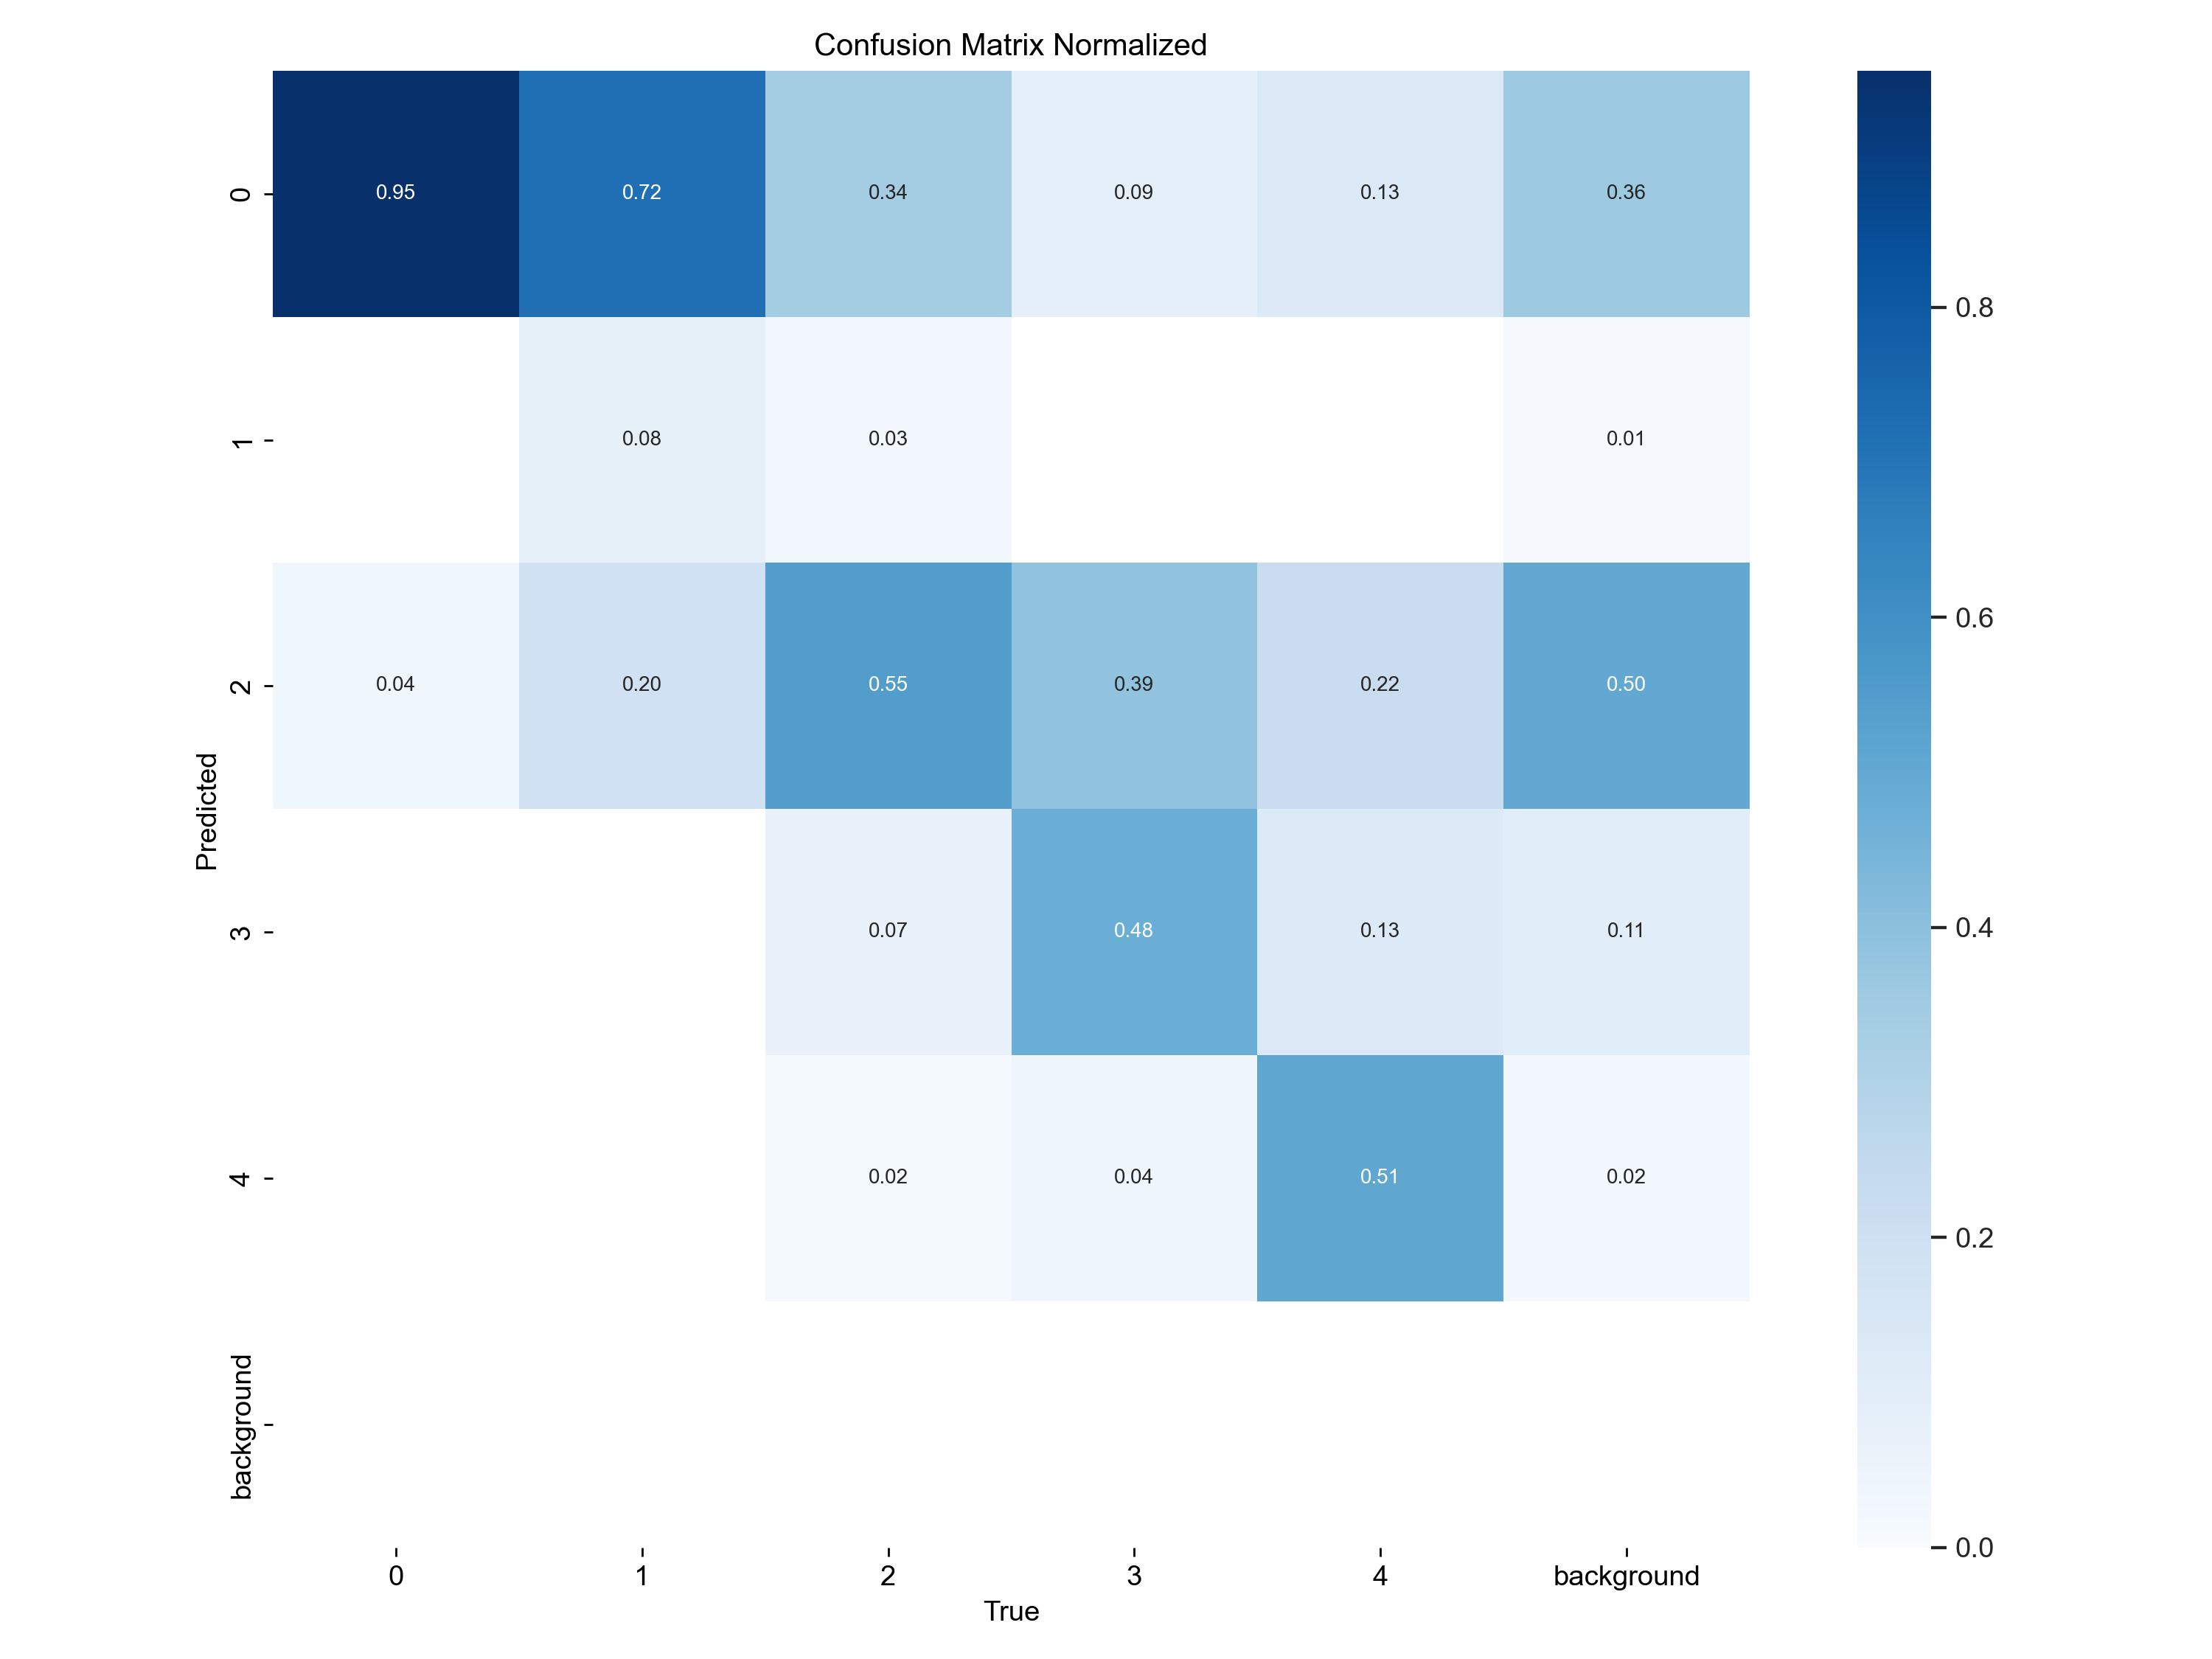 Confusion Matrix Normalized
0 0.95 0.72 0.34 0.09 0.13 0.36
1 0.08 0.03 0.01
2 0.04 0.20 0.55 0.39 0.22 0.50
3 0.07 0.48 0.13 0.11
4 0.02 0.04 0.51 0.02
background
Predicted
0 1 2 3 4 background
True
0.8
0.6
0.4
0.2
0.0